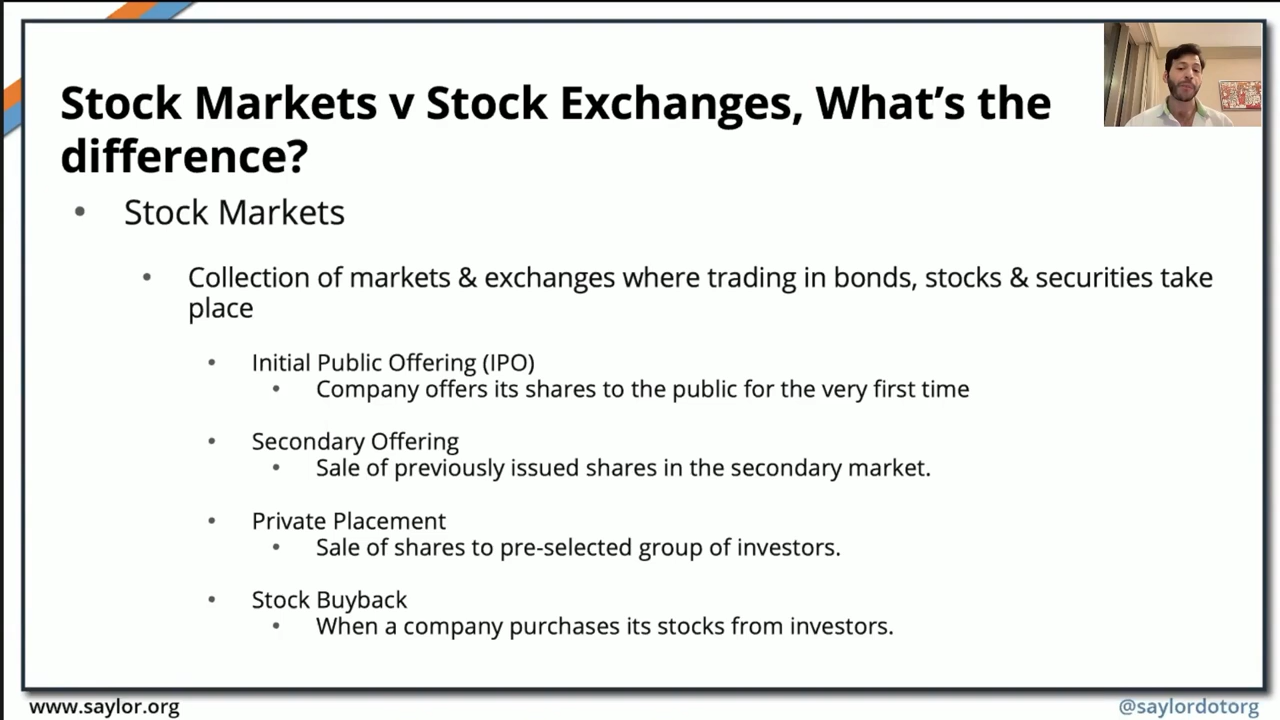 Stock Markets v Stock Exchanges, What’s the
difference?
• Stock Markets
• Collection of markets & exchanges where trading in bonds, stocks & securities take
place
• Initial Public Offering (IPO)
• Company offers its shares to the public for the very first time
• Secondary Offering
• Sale of previously issued shares in the secondary market.
• Private Placement
• Sale of shares to pre-selected group of investors.
• Stock Buyback
• When a company purchases its stocks from investors.
www.saylor.org
@saylordotorg